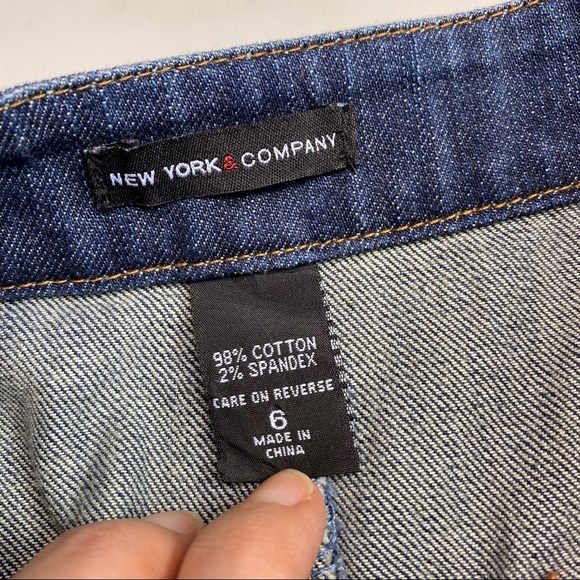 NEW YORK & COMPANY
98% COTTON
2% SPANDEX
CARE ON REVERSE
6
MADE IN
CHINA